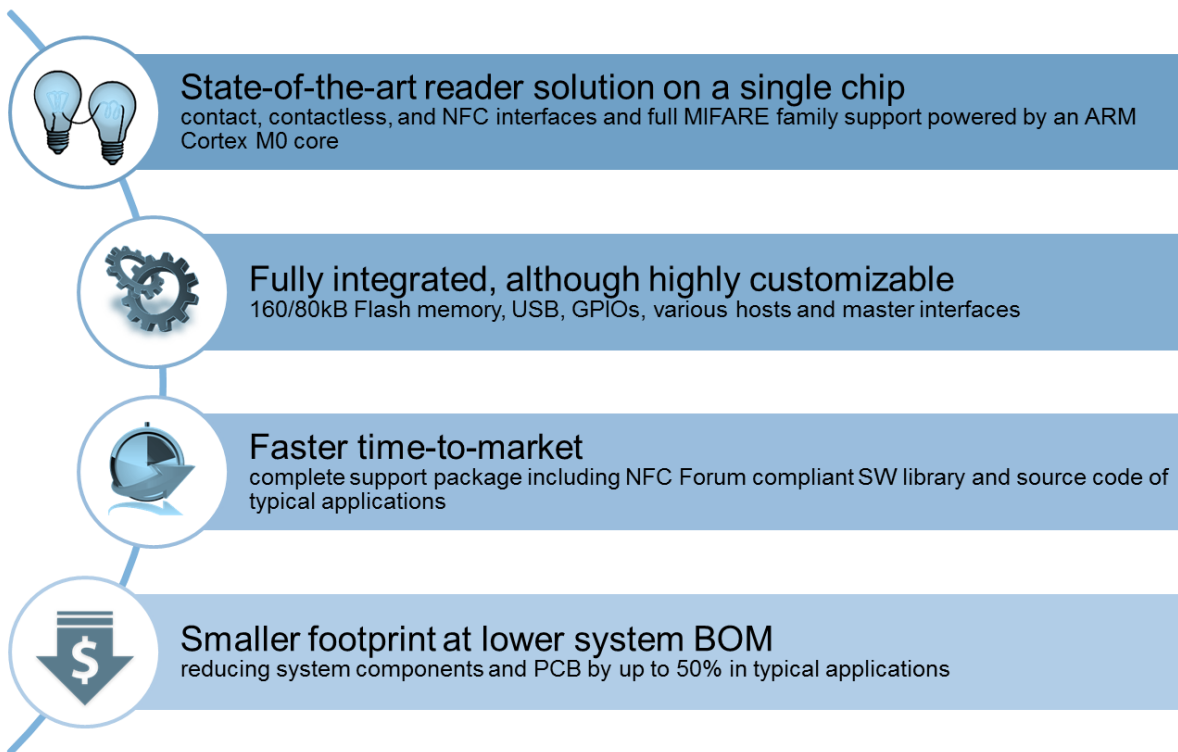 State-of-the-art reader solution on a single chip
contact, contactless, and NFC interfaces and full MIFARE family support powered by an ARM
Cortex M0 core
Fully integrated, although highly customizable
160/80kB Flash memory, USB, GPIOs, various hosts and master interfaces
Faster time-to-market
complete support package including NFC Forum compliant SW library and source code of
typical applications
$
Smaller footprint at lower system BOM
reducing system components and PCB by up to 50% in typical applications